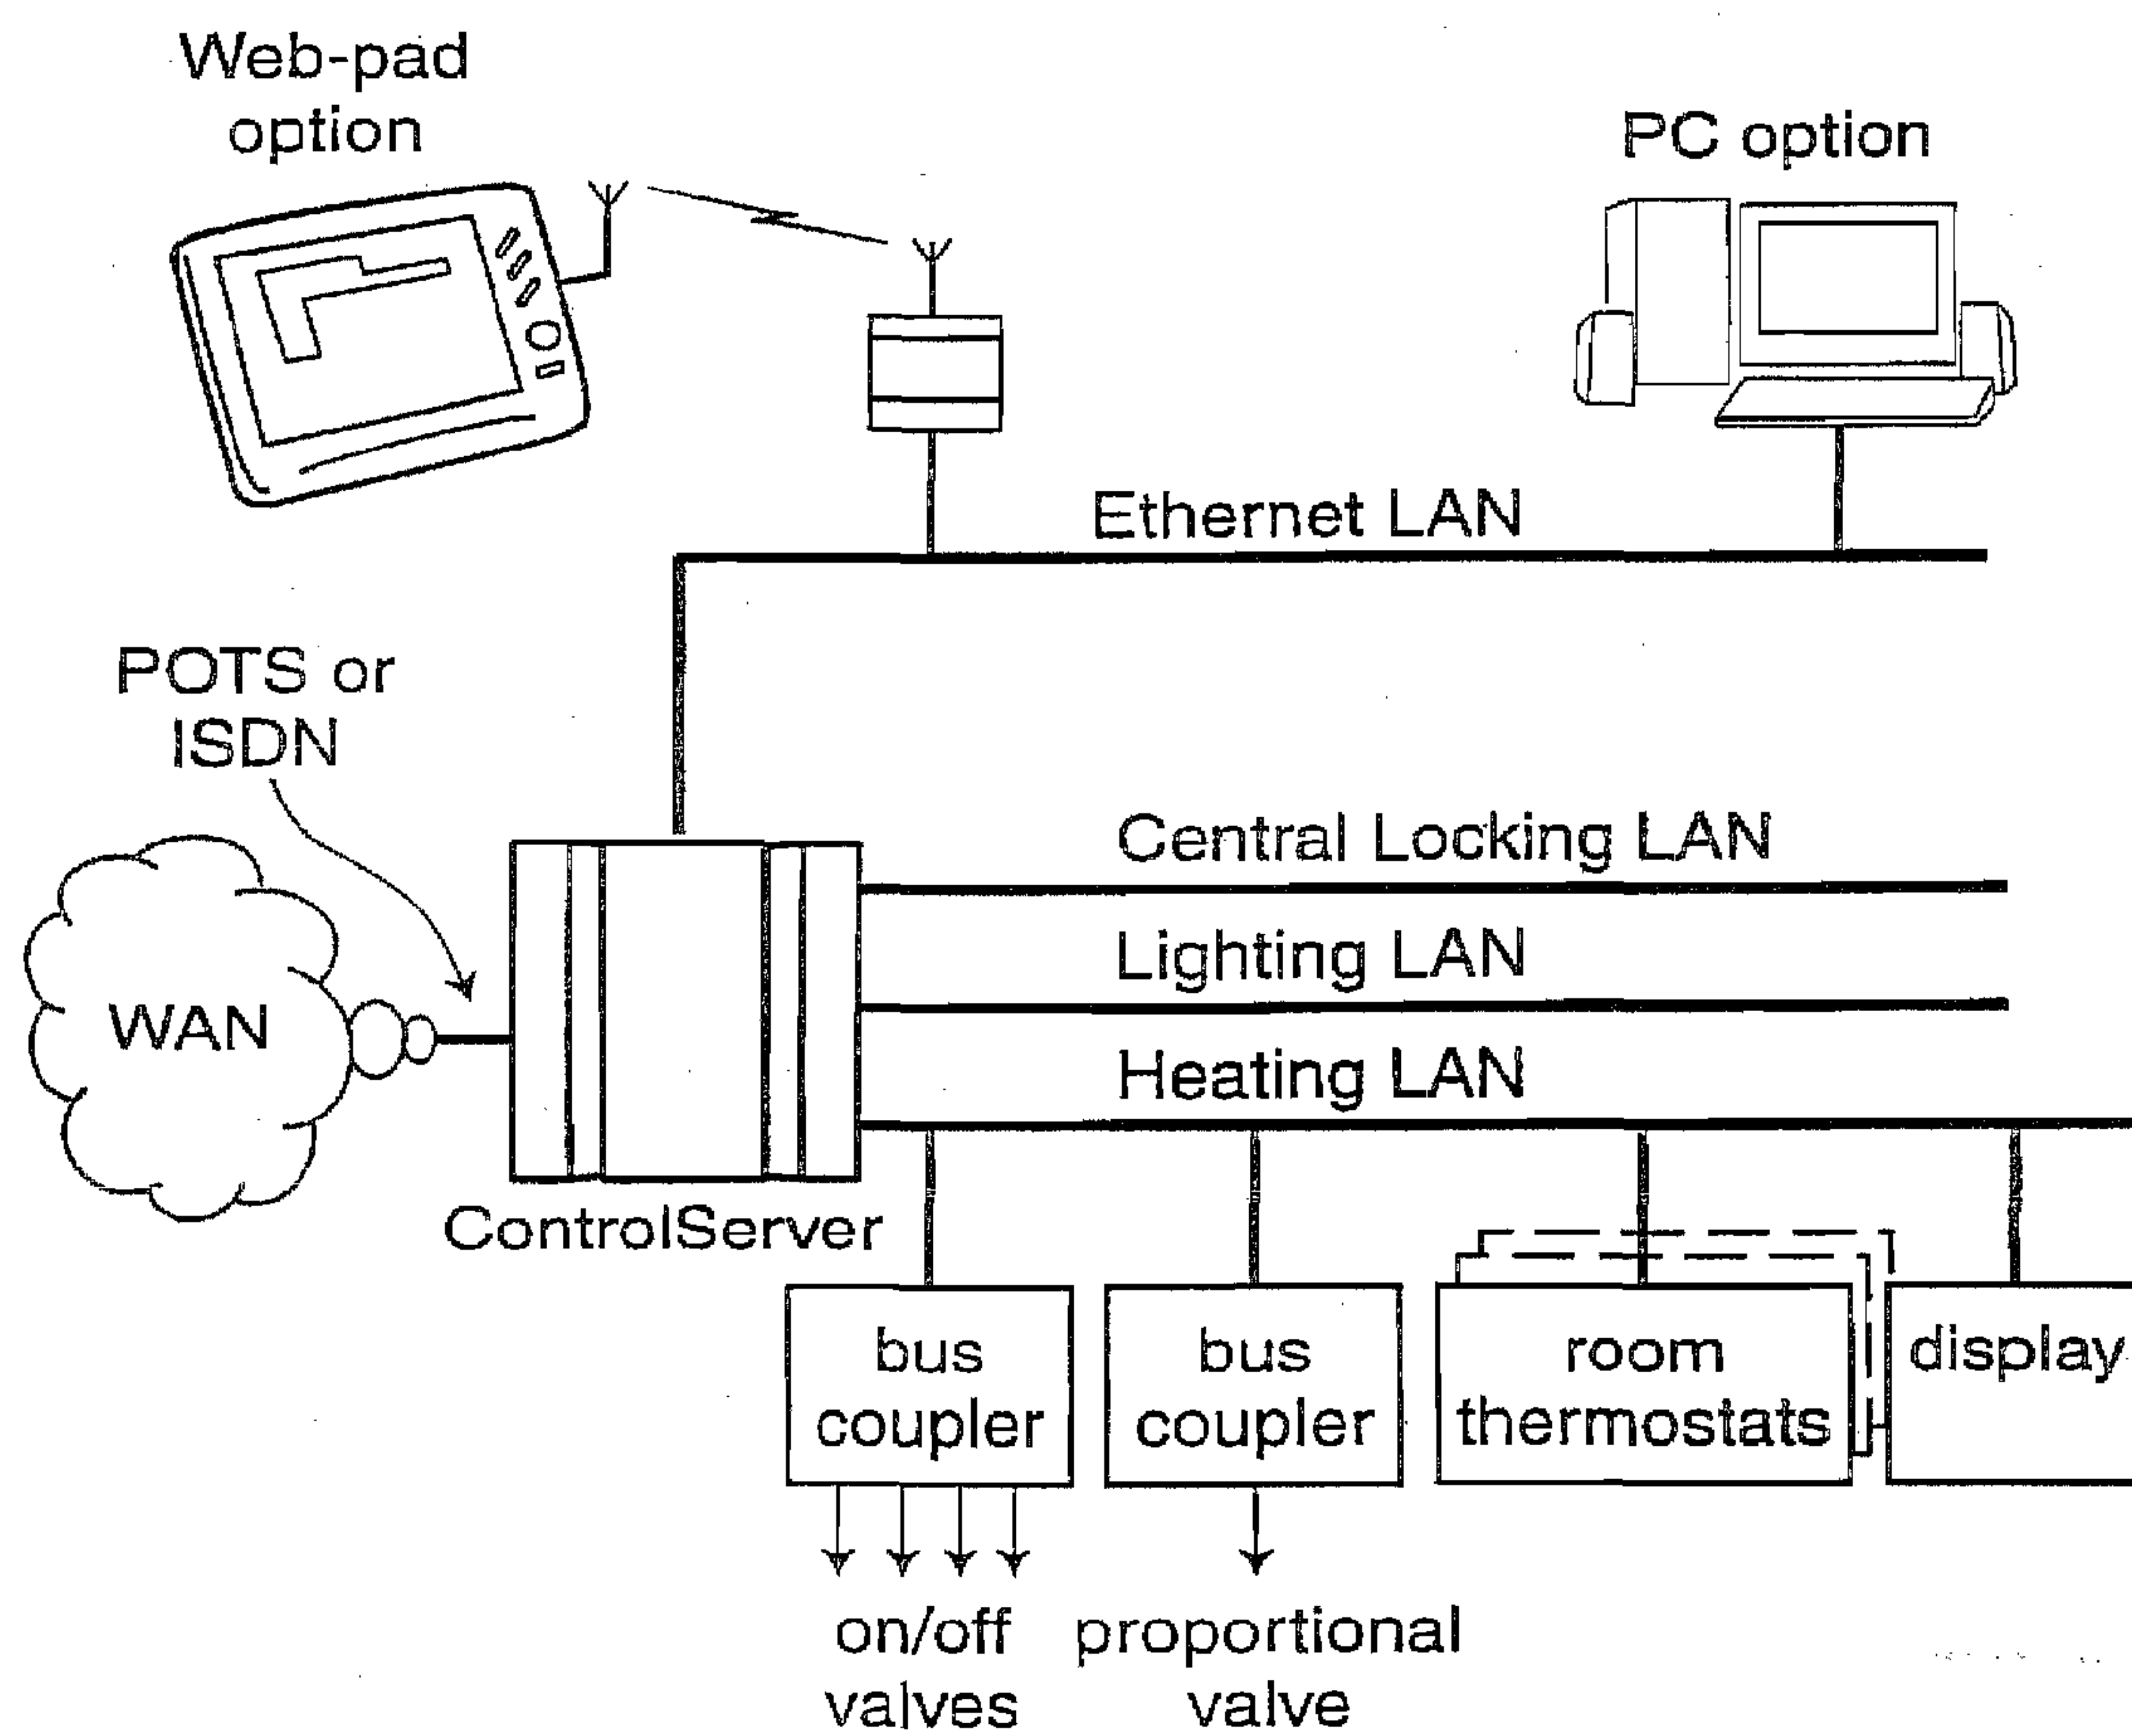 Web-pad
option
PC option
Ethernet LAN
POTS or
ISDN
Central Locking LAN
Lighting LAN
WAN
Heating LAN
ControlServer
bus
coupler
bus
coupler
room
thermostats
display
on/off
valves
proportional
valve